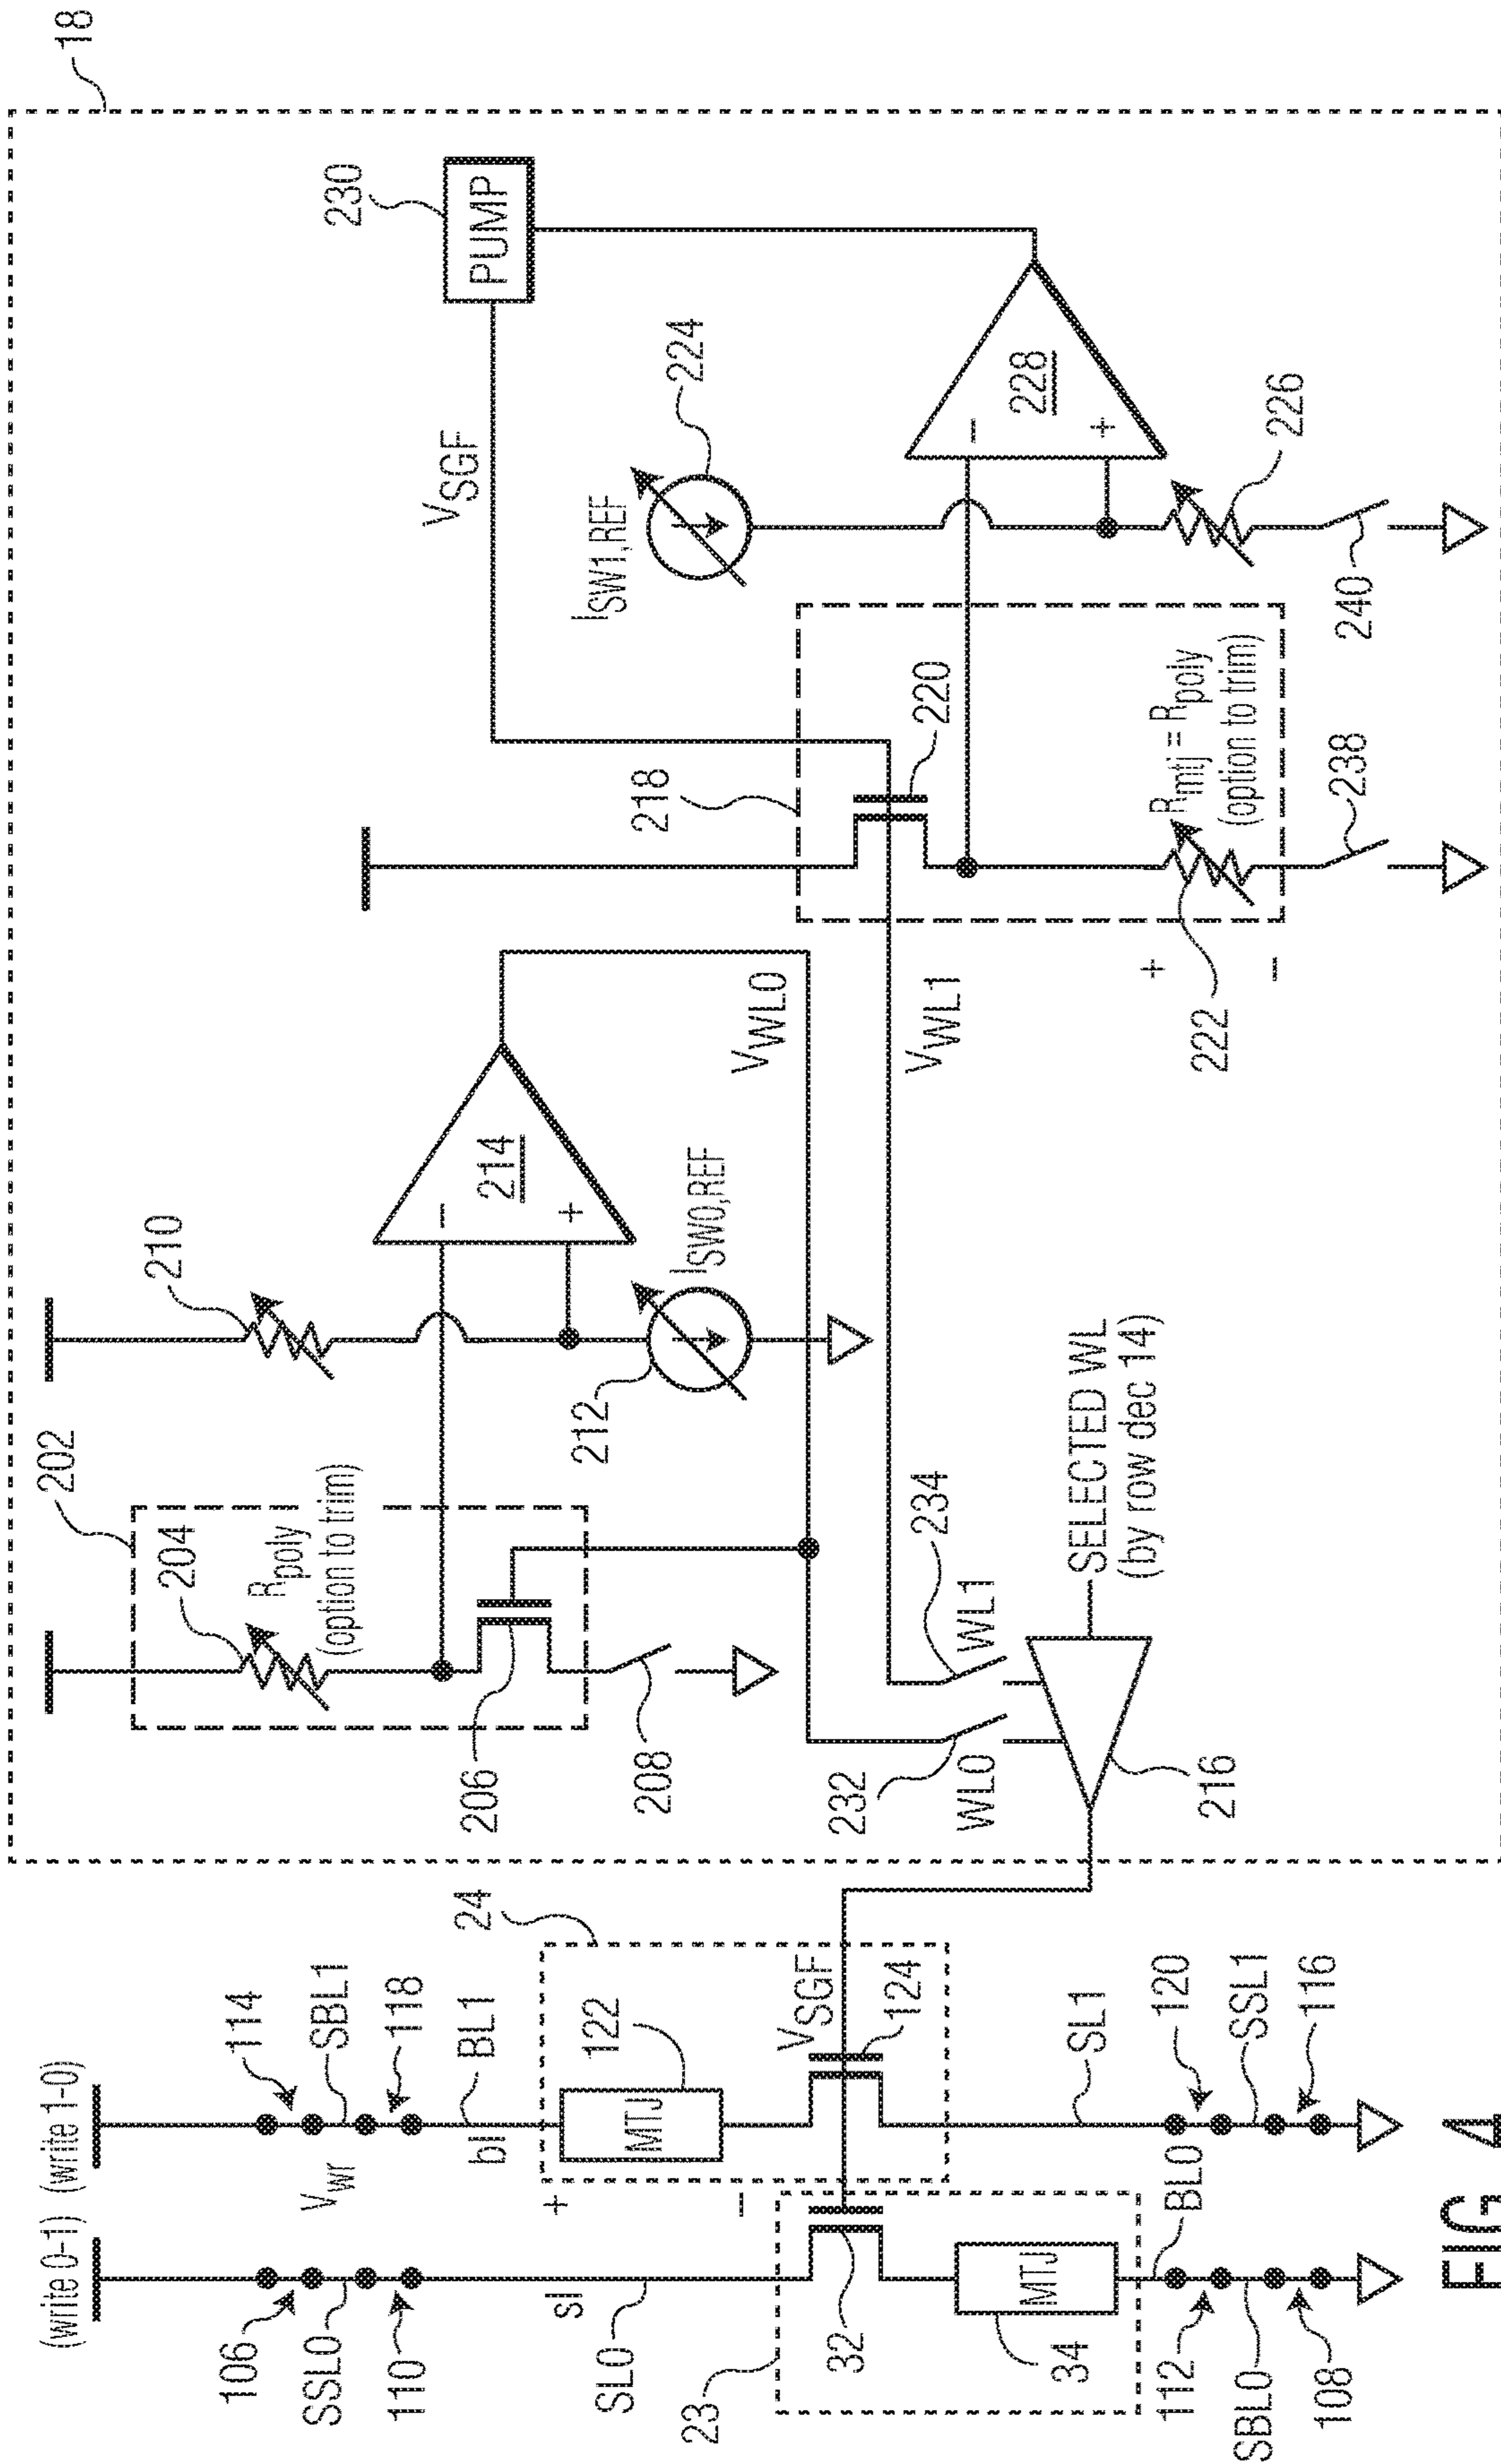 18
(write 0-1) (write 1-0)
106
SSL0
110
sl
SL0
23
32
MTJ
34
BL0
112
SBL0
108
114
SBL1
Vwr
118
BL1
bl
+
-
24
122
MTJ
VSGF
124
SL1
120
SSL1
116
202
204
Rpoly
(option to trim)
206
208
210
-
+
214
212
ISW0,REF
VWL0
VWL1
232
WL0
234
WL1
216
SELECTED WL
(by row dec 14)
218
220
Rmtj = Rpoly
(option to trim)
222
+
-
238
VSGF
230
PUMP
ISW1,REF
224
-
+
228
226
240
FIG. 4